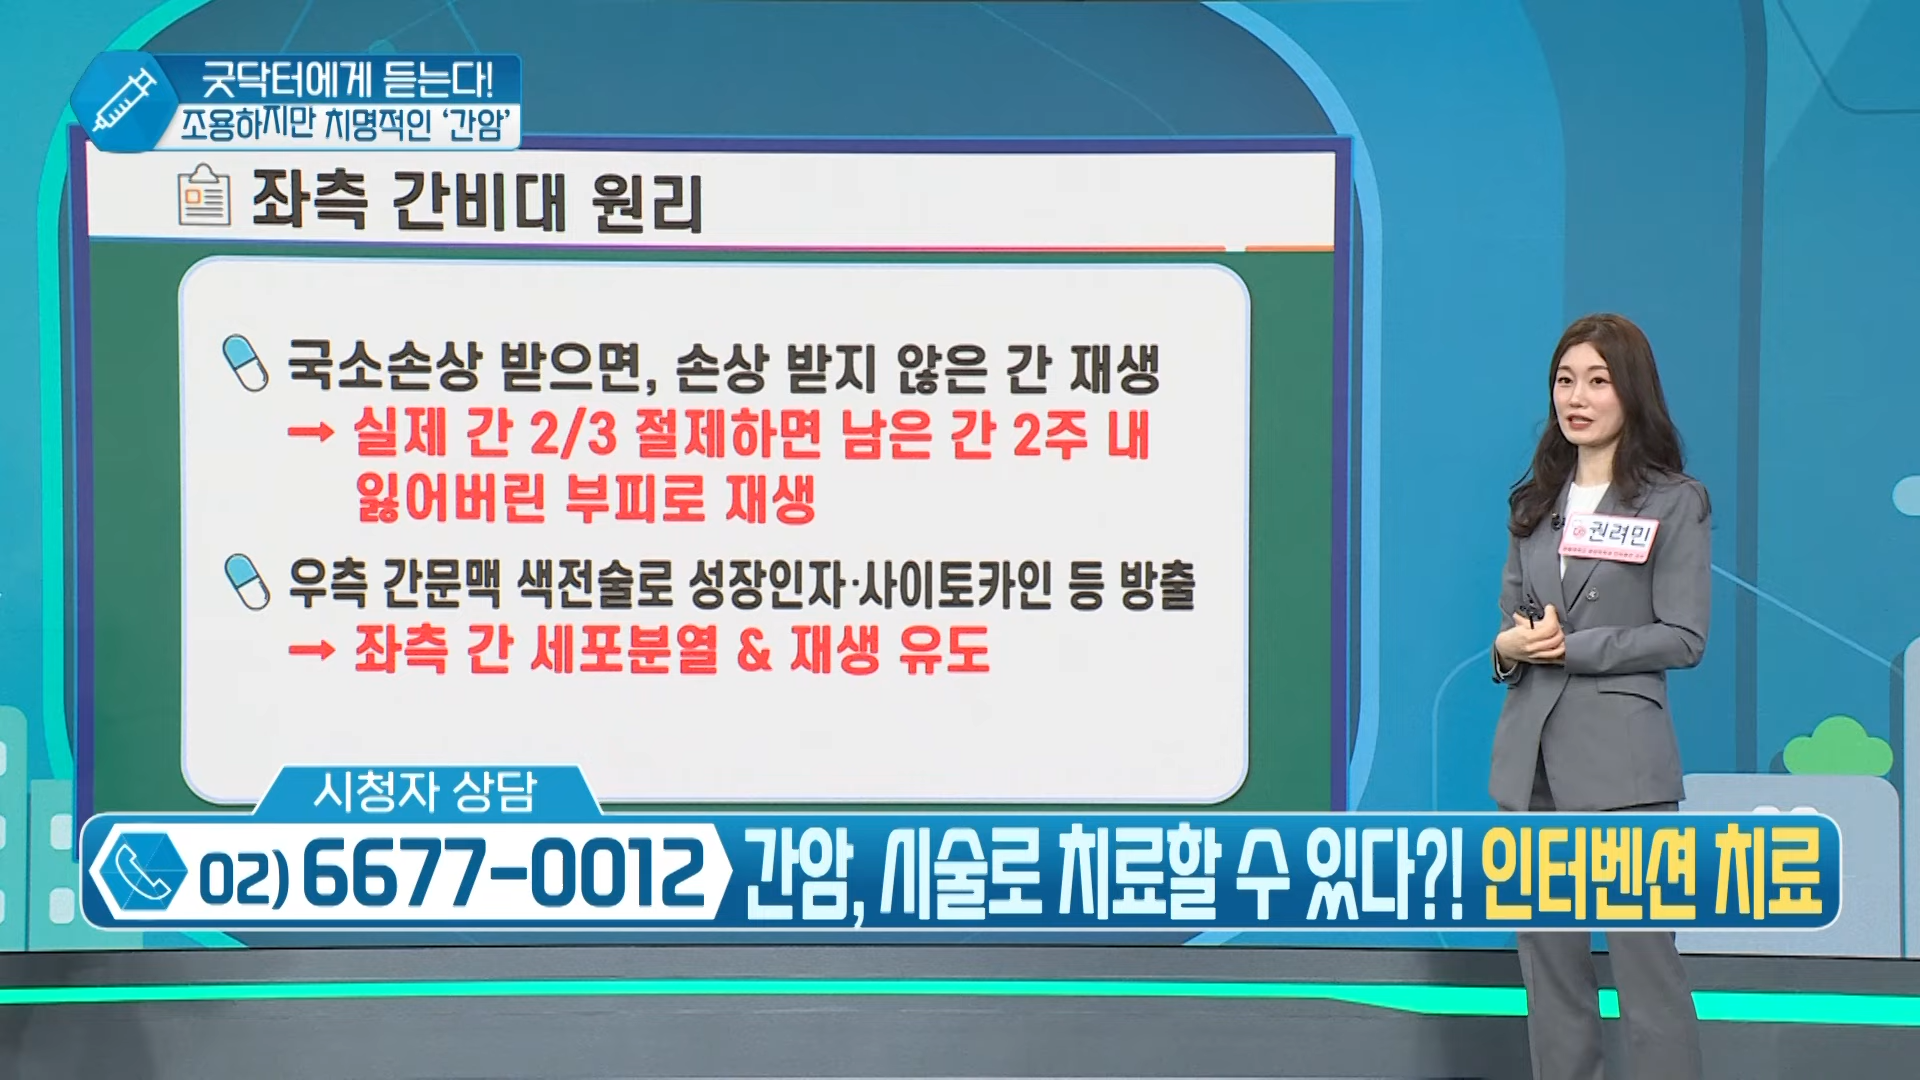 굿닥터에게 듣는다!
조용하지만 치명적인 ‘간암’
좌측 간비대 원리
국소손상 받으면, 손상 받지 않은 간 재생
→ 실제 간 2/3 절제하면 남은 간 2주 내
잃어버린 부피로 재생
우측 간문맥 색전술로 성장인자·사이토카인 등 방출
→ 좌측 간 세포분열 & 재생 유도
권려민
시청자 상담
02) 6677-0012
간암, 시술로 치료할 수 있다?! 인터벤션 치료